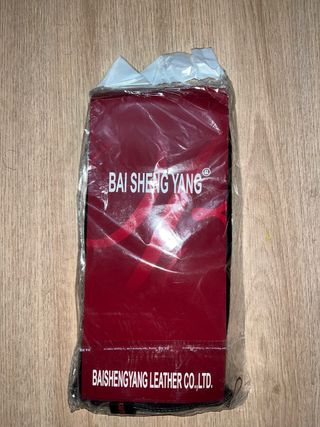 BAI SHENG YANG®
BAISHENGYANG LEATHER CO.,LTD.